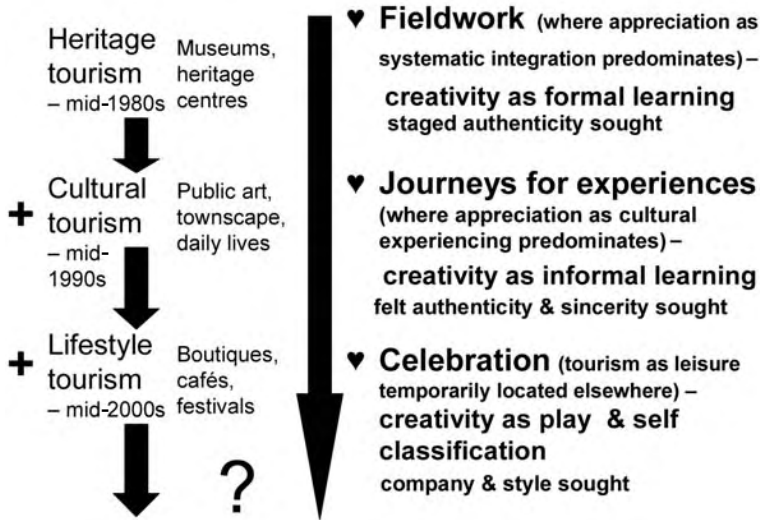 Heritage
tourism
– mid-1980s
Museums,
heritage
centres
+ Cultural
tourism
– mid-
1990s
Public art,
townscape,
daily lives
+ Lifestyle
tourism
– mid-2000s
Boutiques,
cafés,
festivals
?
♥ Fieldwork (where appreciation as
systematic integration predominates) –
creativity as formal learning
staged authenticity sought
♥ Journeys for experiences
(where appreciation as cultural
experiencing predominates) –
creativity as informal learning
felt authenticity & sincerity sought
♥ Celebration (tourism as leisure
temporarily located elsewhere) –
creativity as play & self
classification
company & style sought